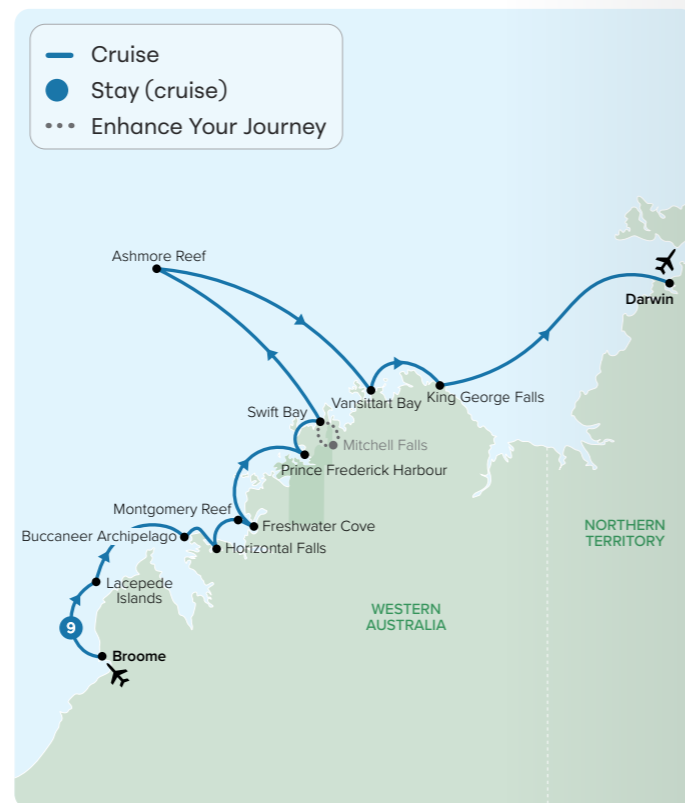 Cruise
Stay (cruise)
Enhance Your Journey
Ashmore Reef
Darwin
Vansittart Bay
King George Falls
Swift Bay
Mitchell Falls
Prince Frederick Harbour
Montgomery Reef
Freshwater Cove
Buccaneer Archipelago
Horizontal Falls
NORTHERN
TERRITORY
Lacepede
Islands
WESTERN
AUSTRALIA
9
Broome